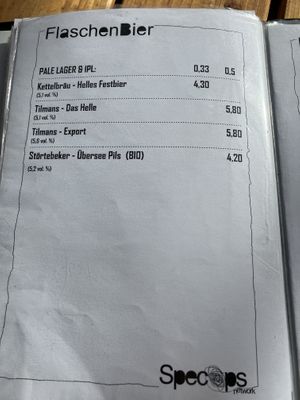 FlaschenBier
PALE LAGER & IPL: 0,33 0,5
Kettelbräu - Helles Festbier 4,30
(5,1 vol. %)
Tilmans - Das Helle 5,80
(5,1 vol. %)
Tilmans - Export 5,80
(5,6 vol. %)
Störtebeker - Übersee Pils (BIO) 4,20
(5,2 vol. %)
Specops
network